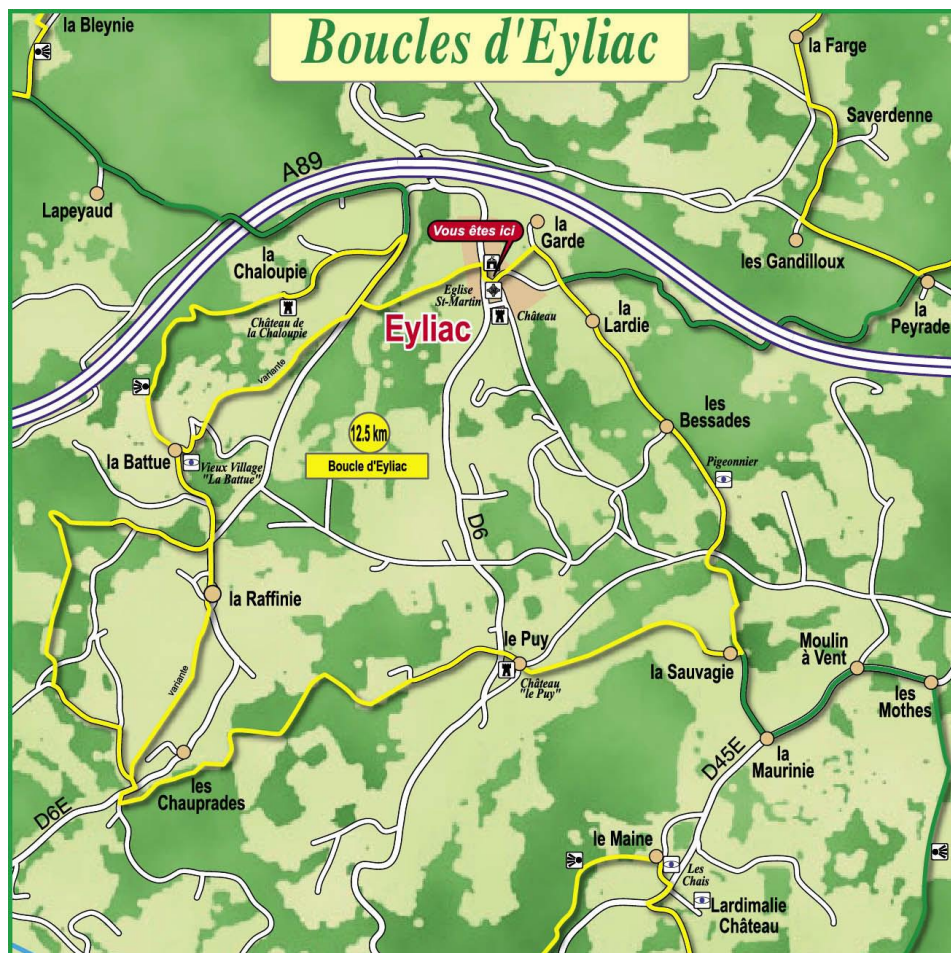 Boucles d'Eyliac
la Bleynie
la Farge
Saverdenne
A89
Lapeyaud
Vous êtes ici
la
Garde
la
Chaloupie
les Gandilloux
Eglise
St-Martin
Château
la
Peyrade
Château de
la Chaloupie
Eyliac
la
Lardie
variante
les
Bessades
12.5 km
Boucle d'Eyliac
la Battue
Vieux Village
"La Battue"
Pigeonnier
D6
la Raffinie
le Puy
Moulin
à Vent
la Sauvagie
Château
"le Puy"
les
Mothes
variante
la
Maurinie
D45E
les
Chauprades
D6E
le Maine
Les
Chais
Lardimalie
Château